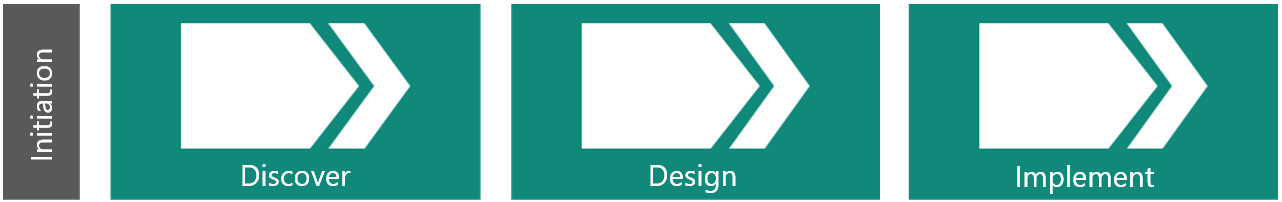 Initiation
Discover
Design
Implement